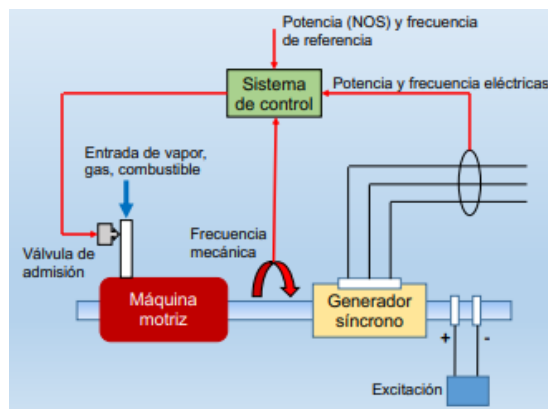 Potencia (NOS) y frecuencia
de referencia
Sistema
de control
Potencia y frecuencia eléctricas
Entrada de vapor,
gas, combustible
Válvula de
admisión
Frecuencia
mecánica
Máquina
motriz
Generador
síncrono
+
-
Excitación